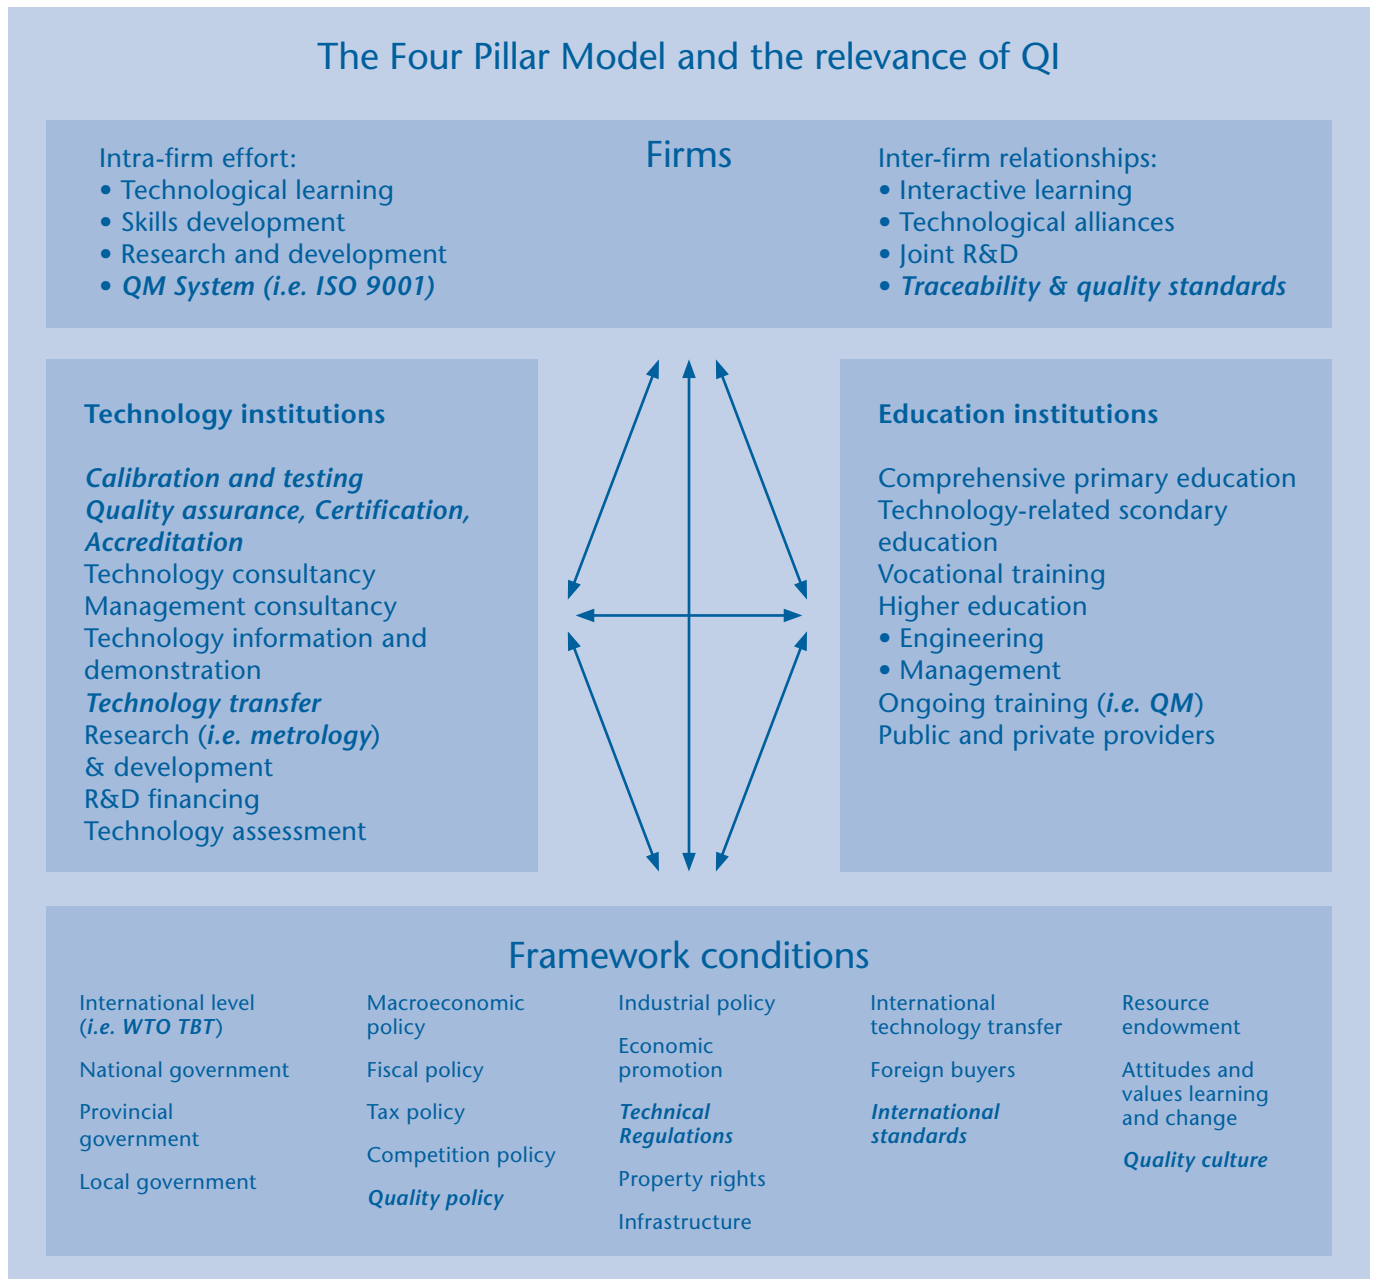 The Four Pillar Model and the relevance of QI
Firms
Intra-firm effort:
• Technological learning
• Skills development
• Research and development
• QM System (i.e. ISO 9001)
Inter-firm relationships:
• Interactive learning
• Technological alliances
• Joint R&D
• Traceability & quality standards
Technology institutions
Calibration and testing
Quality assurance, Certification,
Accreditation
Technology consultancy
Management consultancy
Technology information and
demonstration
Technology transfer
Research (i.e. metrology)
& development
R&D financing
Technology assessment
Education institutions
Comprehensive primary education
Technology-related scondary
education
Vocational training
Higher education
• Engineering
• Management
Ongoing training (i.e. QM)
Public and private providers
Framework conditions
International level
(i.e. WTO TBT)
National government
Provincial
government
Local government
Macroeconomic
policy
Fiscal policy
Tax policy
Competition policy
Quality policy
Industrial policy
Economic
promotion
Technical
Regulations
Property rights
Infrastructure
International
technology transfer
Foreign buyers
International
standards
Resource
endowment
Attitudes and
values learning
and change
Quality culture